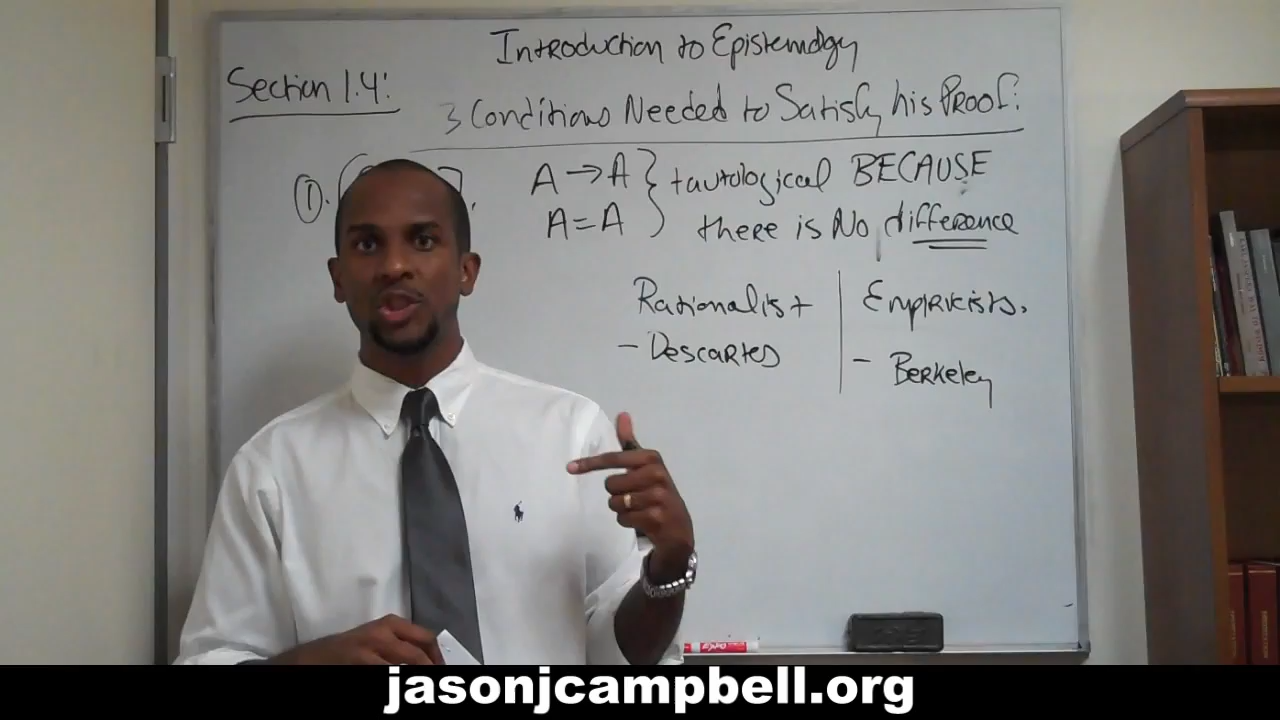 Introduction to Epistemology
Section 1.4:
3 Conditions Needed to Satisfy his PROOF:
①.
A → A } tautological BECAUSE
A = A } there is No difference
Rationalist | Empiricists.
- Descartes | - Berkeley
jasonjcampbell.org